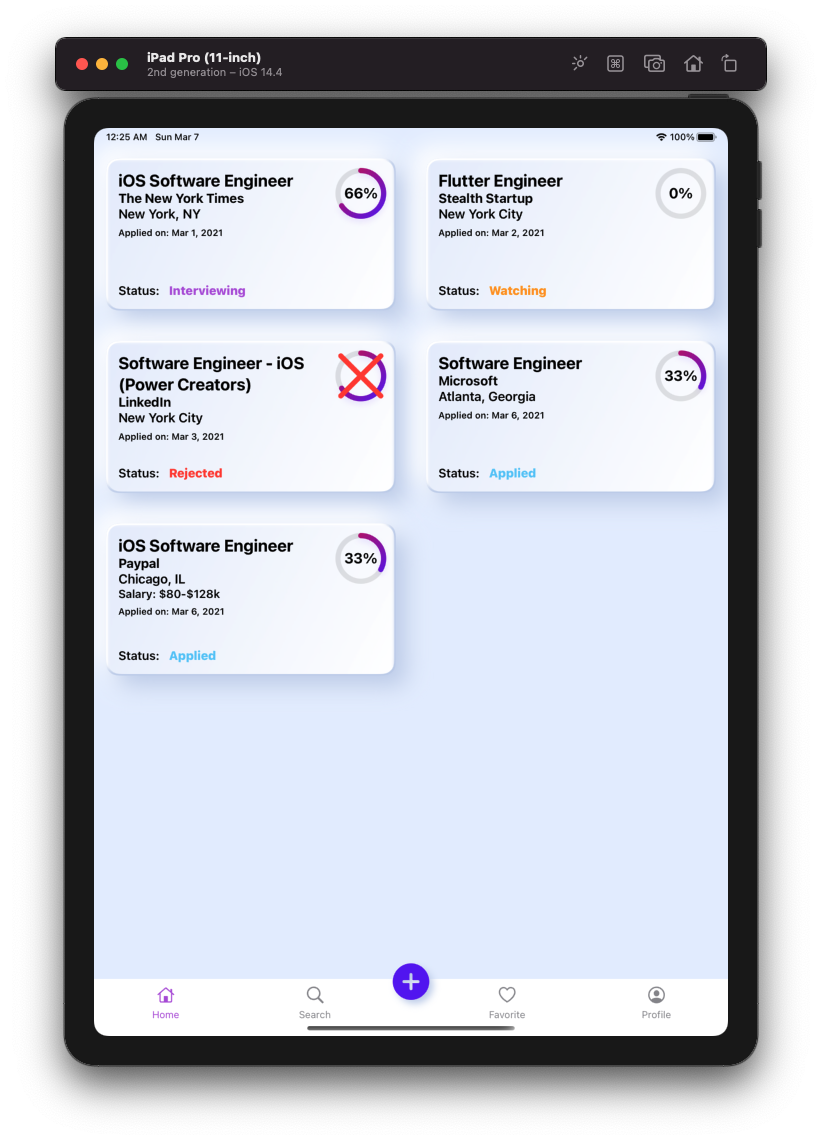 iPad Pro (11-inch)
2nd generation – iOS 14.4
12:25 AM Sun Mar 7
100%
iOS Software Engineer
The New York Times
New York, NY
Applied on: Mar 1, 2021
66%
Status: Interviewing
Flutter Engineer
Stealth Startup
New York City
Applied on: Mar 2, 2021
0%
Status: Watching
Software Engineer - iOS
(Power Creators)
LinkedIn
New York City
Applied on: Mar 3, 2021
Status: Rejected
Software Engineer
Microsoft
Atlanta, Georgia
Applied on: Mar 6, 2021
33%
Status: Applied
iOS Software Engineer
Paypal
Chicago, IL
Salary: $80-$128k
Applied on: Mar 6, 2021
33%
Status: Applied
Home
Search
Favorite
Profile